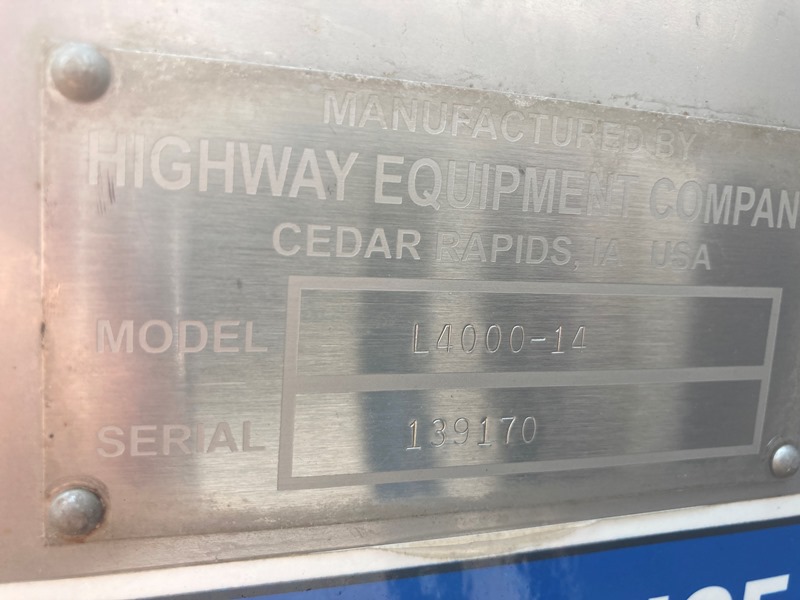 MANUFACTURED BY
HIGHWAY EQUIPMENT COMPAN
CEDAR RAPIDS, IA USA
MODEL L4000-14
SERIAL 139170